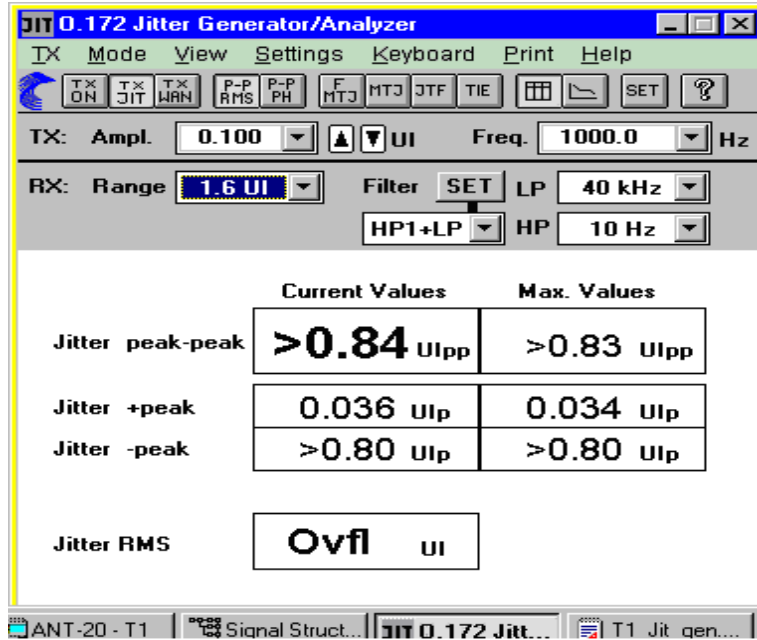 JIT O.172 Jitter Generator/Analyzer
TX Mode View Settings Keyboard Print Help
TX ON TX JIT TX WAN P-P RMS P-P PH F MTJ MTJ JTF TIE SET ?
TX: Ampl. 0.100 UI Freq. 1000.0 Hz
RX: Range 1.6 UI Filter SET LP 40 kHz
HP1+LP HP 10 Hz
Current Values Max. Values
Jitter peak-peak >0.84 UIpp >0.83 UIpp
Jitter +peak 0.036 UIp 0.034 UIp
Jitter -peak >0.80 UIp >0.80 UIp
Jitter RMS Ovfl UI
ANT-20 - T1 Signal Struct... JIT O.172 Jitt... T1_Jit_gen....